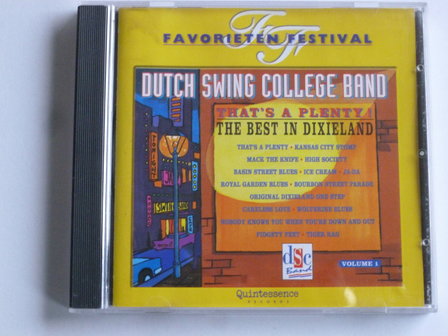 FF
FAVORIETEN FESTIVAL
DUTCH SWING COLLEGE BAND
THAT'S A PLENTY!
THE BEST IN DIXIELAND
THAT'S A PLENTY • KANSAS CITY STOMP
MACK THE KNIFE • HIGH SOCIETY
BASIN STREET BLUES • ICE CREAM • JA-DA
ROYAL GARDEN BLUES • BOURBON STREET PARADE
ORIGINAL DIXIELAND ONE STEP
CARELESS LOVE • WOLVERINE BLUES
NOBODY KNOWS YOU WHEN YOU'RE DOWN AND OUT
FIDGETY FEET • TIGER RAG
dsc
Band
VOLUME 1
Quintessence
RECORDS